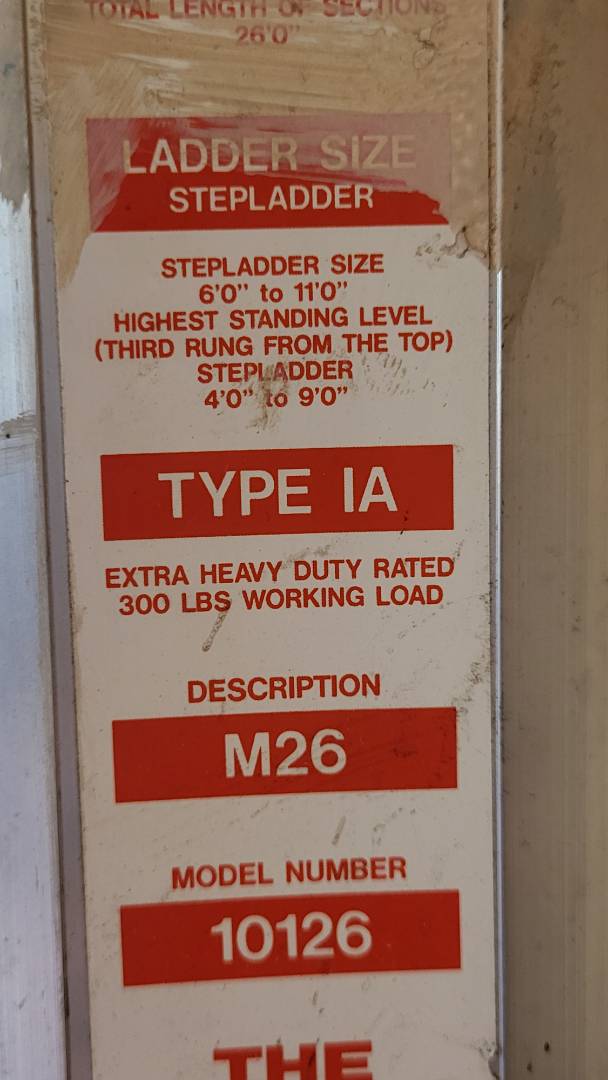 TOTAL LENGTH OF SECTIONS
26'0"
LADDER SIZE
STEPLADDER
STEPLADDER SIZE
6'0" to 11'0"
HIGHEST STANDING LEVEL
(THIRD RUNG FROM THE TOP)
STEPLADDER
4'0" to 9'0"
TYPE IA
EXTRA HEAVY DUTY RATED
300 LBS WORKING LOAD
DESCRIPTION
M26
MODEL NUMBER
10126
THE